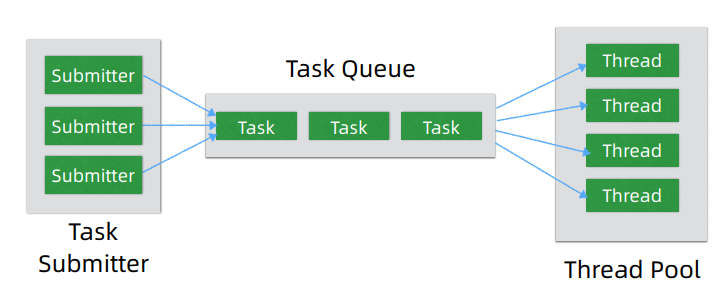 Submitter
Submitter
Submitter
Task
Submitter
Task Queue
Task Task Task
Thread
Thread
Thread
Thread
Thread Pool